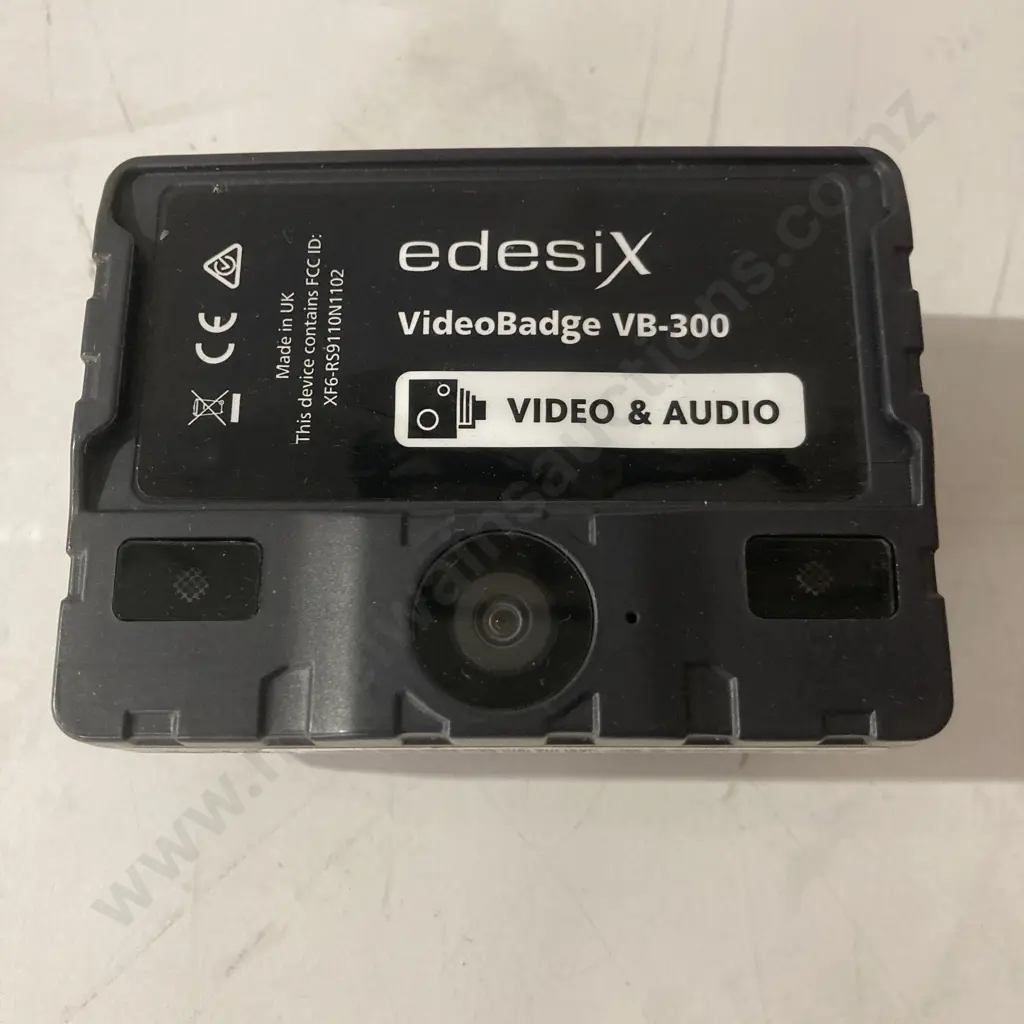 edesix
VideoBadge VB-300
VIDEO & AUDIO
Made in UK
This device contains FCC ID:
XF6-RS9110N1102
CE